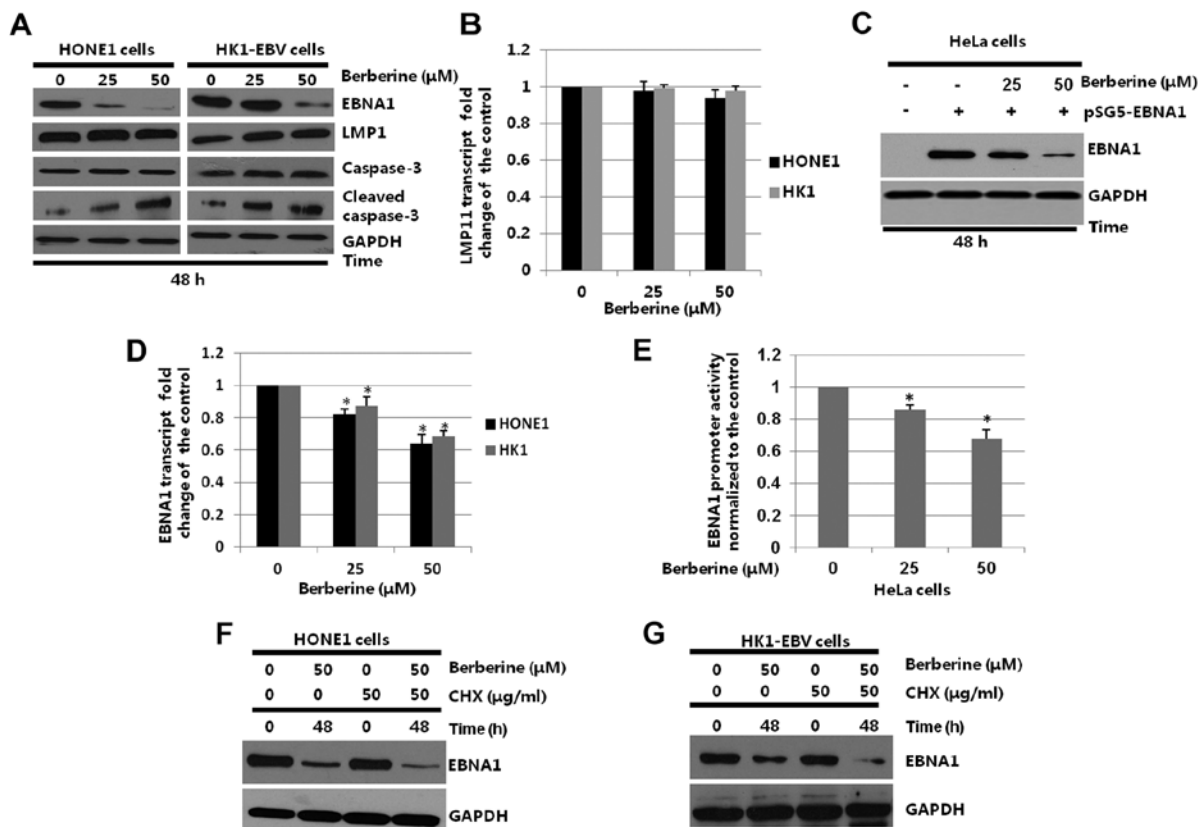 A
HONE1 cells
HK1-EBV cells
0 25 50 0 25 50 Berberine (μM)
EBNA1
LMP1
Caspase-3
Cleaved
caspase-3
GAPDH
Time
48 h
B
LMP11 transcript fold
change of the control
1.2
1
0.8
0.6
0.4
0.2
0
0 25 50
Berberine (μM)
HONE1
HK1
C
HeLa cells
- - 25 50 Berberine (μM)
- + + + pSG5-EBNA1
EBNA1
GAPDH
Time
48 h
D
EBNA1 transcript fold
change of the control
1.2
1
0.8
0.6
0.4
0.2
0
* * * *
0 25 50
Berberine (μM)
HONE1
HK1
E
EBNA1 promoter activity
normalized to the control
1.2
1
0.8
0.6
0.4
0.2
0
* *
Berberine (μM) 0 25 50
HeLa cells
F
HONE1 cells
0 50 0 50 Berberine (μM)
0 0 50 50 CHX (μg/ml)
0 48 0 48 Time (h)
EBNA1
GAPDH
G
HK1-EBV cells
0 50 0 50 Berberine (μM)
0 0 50 50 CHX (μg/ml)
0 48 0 48 Time (h)
EBNA1
GAPDH